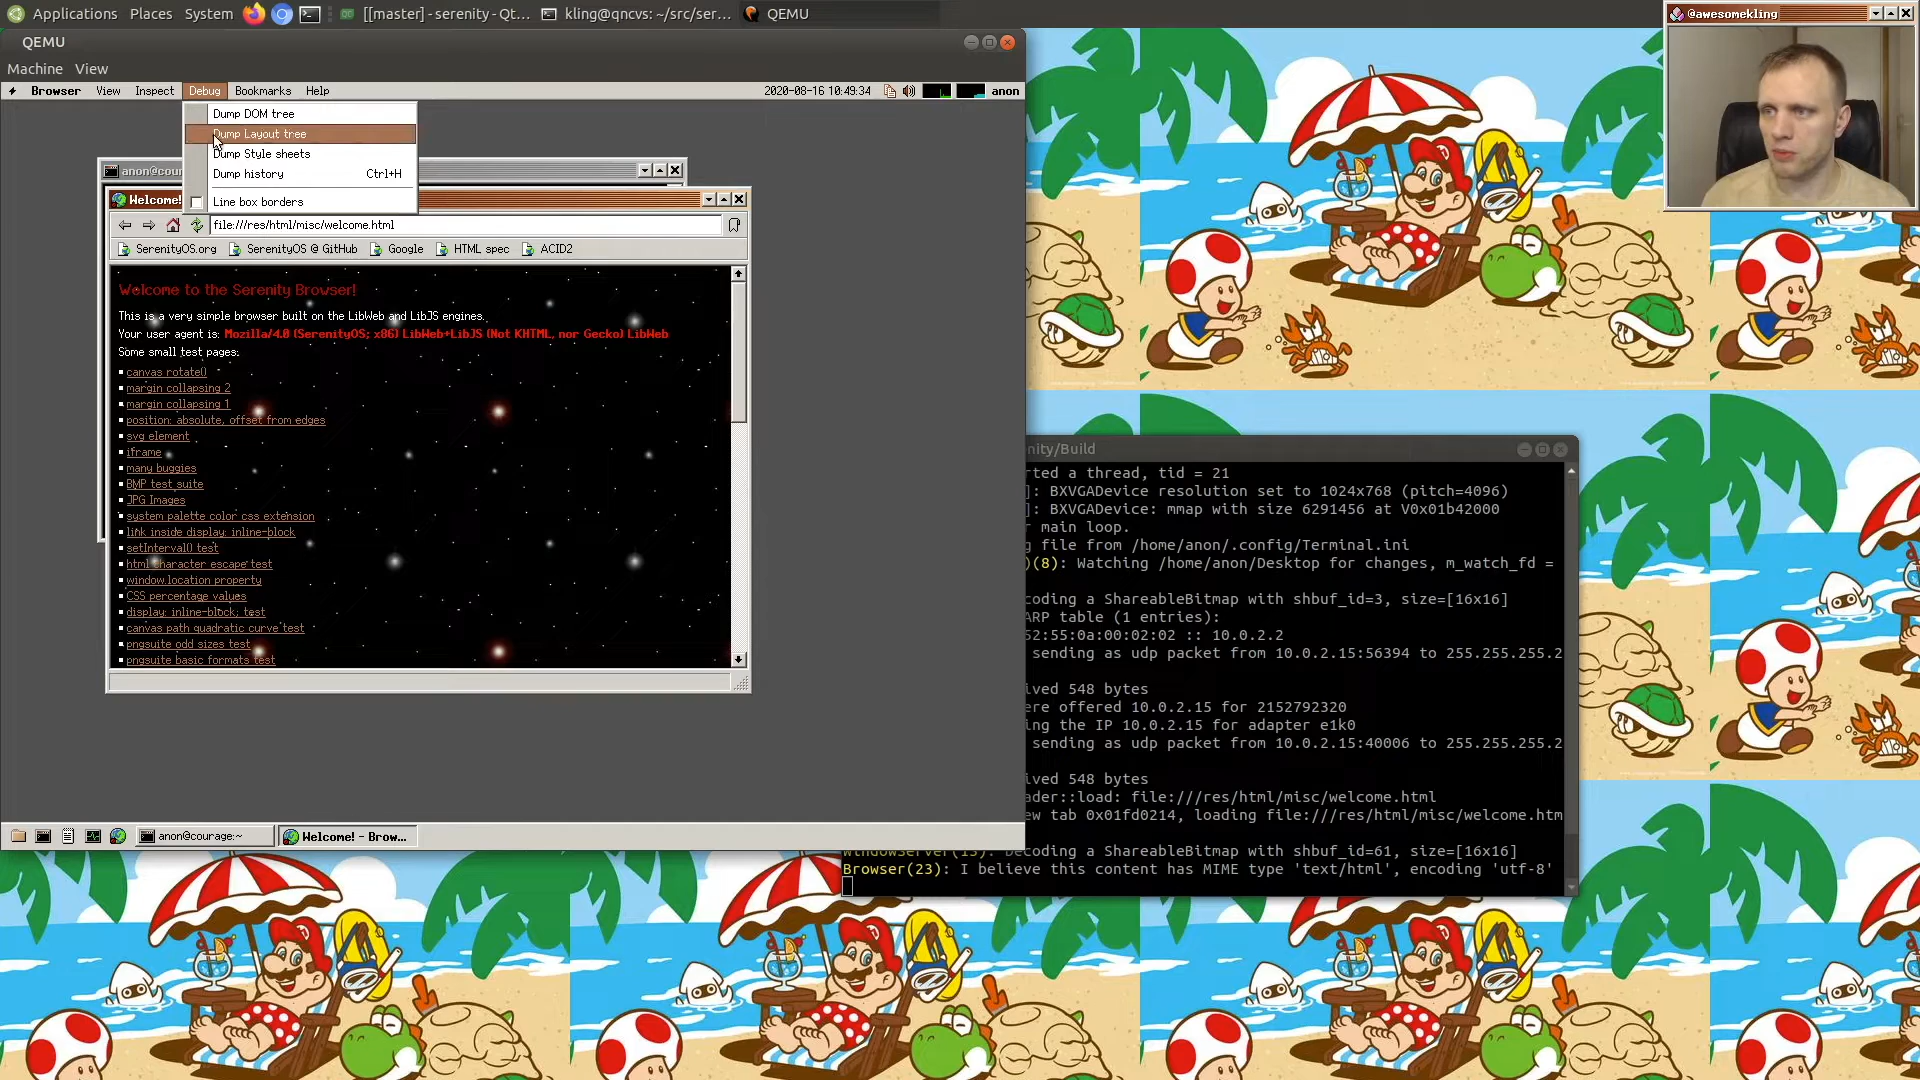 Applications Places System [[master] - serenity - Qt... kling@qncvs: ~/src/ser... QEMU
@awesomekling
QEMU
Machine View
Browser View Inspect Debug Bookmarks Help 2020-08-16 10:49:34 anon
Dump DOM tree
Dump Layout tree
Dump Style sheets
Dump history Ctrl+H
Line box borders
anon@cour
Welcome!
file:///res/html/misc/welcome.html
SerenityOS.org SerenityOS @ GitHub Google HTML spec ACID2
Welcome to the Serenity Browser!
This is a very simple browser built on the LibWeb and LibJS engines.
Your user agent is: Mozilla/4.0 (SerenityOS; x86) LibWeb+LibJS (Not KHTML, nor Gecko) LibWeb
Some small test pages:
canvas rotate()
margin collapsing 2
margin collapsing 1
position: absolute, offset from edges
svg element
iframe
many buggies
BMP test suite
JPG Images
system palette color css extension
link inside display: inline-block
setInterval() test
html character escape test
window.location property
CSS percentage values
display: inline-block; test
canvas path quadratic curve test
pngsuite odd sizes test
pngsuite basic formats test
anon@courage:~ Welcome! - Brow...
nity/Build
rted a thread, tid = 21
]: BXVGADevice resolution set to 1024x768 (pitch=4096)
]: BXVGADevice: mmap with size 6291456 at V0x01b42000
r main loop.
g file from /home/anon/.config/Terminal.ini
)(8): Watching /home/anon/Desktop for changes, m_watch_fd =
coding a ShareableBitmap with shbuf_id=3, size=[16x16]
ARP table (1 entries):
52:55:0a:00:02:02 :: 10.0.2.2
sending as udp packet from 10.0.2.15:56394 to 255.255.255.2
ived 548 bytes
ere offered 10.0.2.15 for 2152792320
ing the IP 10.0.2.15 for adapter e1k0
sending as udp packet from 10.0.2.15:40006 to 255.255.255.2
ived 548 bytes
ader::load: file:///res/html/misc/welcome.html
ew tab 0x01fd0214, loading file:///res/html/misc/welcome.htm
WindowServer(13): Decoding a ShareableBitmap with shbuf_id=61, size=[16x16]
Browser(23): I believe this content has MIME type 'text/html', encoding 'utf-8'